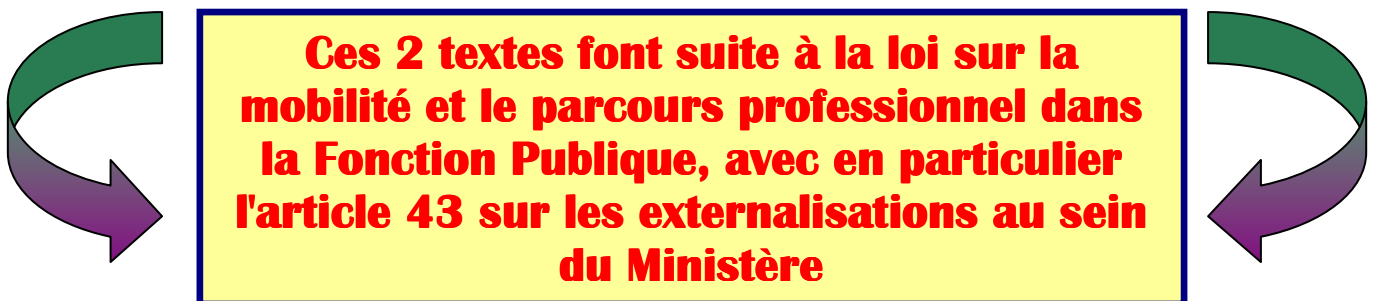 Ces 2 textes font suite à la loi sur la
mobilité et le parcours professionnel dans
la Fonction Publique, avec en particulier
l'article 43 sur les externalisations au sein
du Ministère